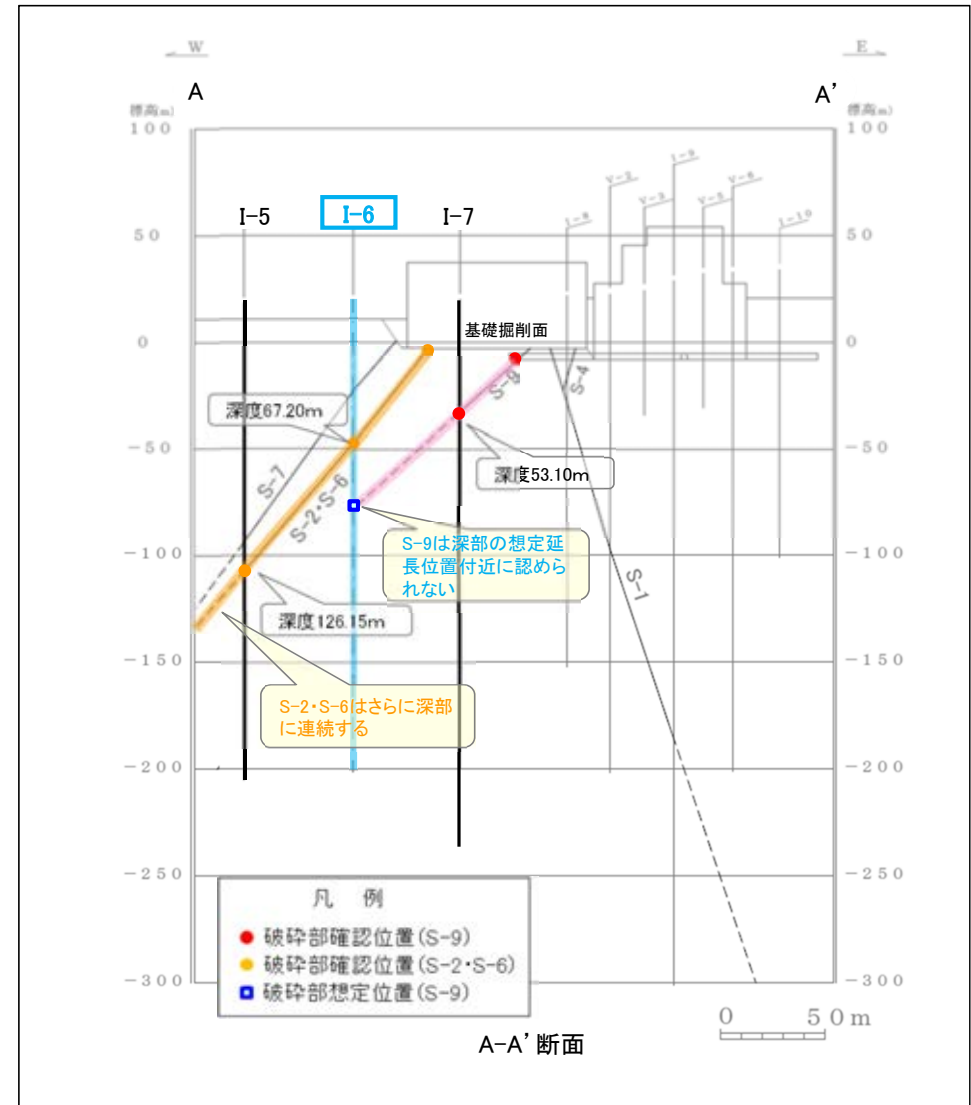 W
E
A
A'
標高(m)
標高(m)
100
100
I-9
V-2
V-6
V-3
V-5
I-5
I-6
I-7
I-8
I-10
50
50
基礎掘削面
0
0
S-4
S-9
深度67.20m
-50
-50
深度53.10m
S-7
S-2・S-6
S-9は深部の想定延
長位置付近に認めら
れない
-100
-100
S-1
深度126.15m
-150
-150
S-2・S-6はさらに深部
に連続する
-200
-200
-250
-250
凡 例
破砕部確認位置(S-9)
破砕部確認位置(S-2・S-6)
破砕部想定位置(S-9)
-300
-300
0 50m
A-A'断面